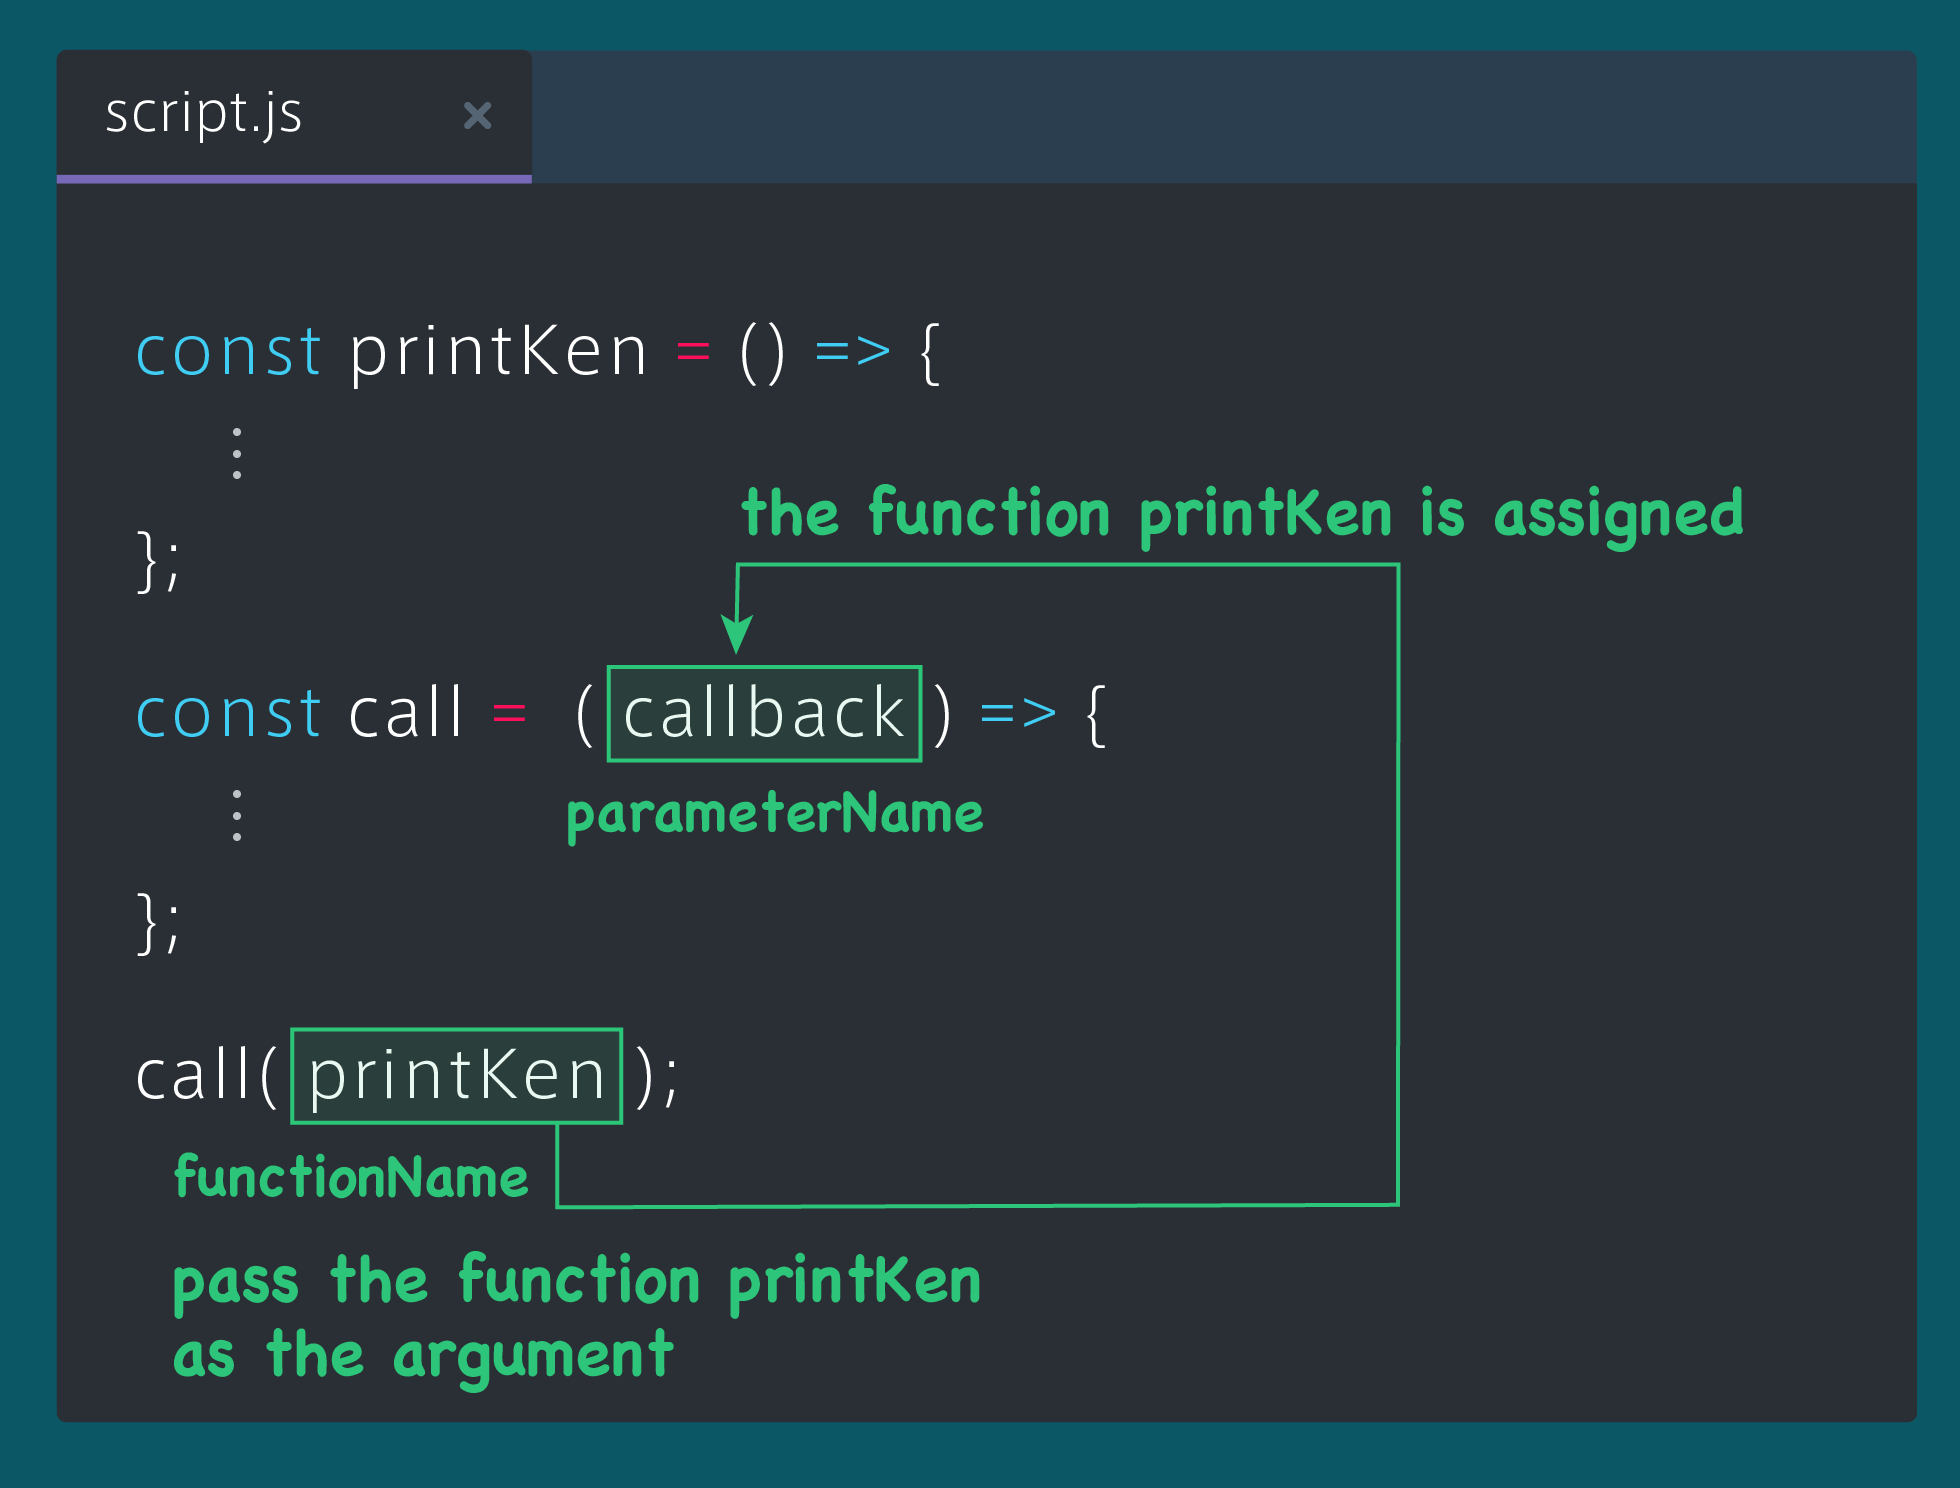 script.js
const printKen = () => {
⋮
the function printKen is assigned
};
const call = (callback) => {
⋮
parameterName
};
call(printKen);
functionName
pass the function printKen
as the argument